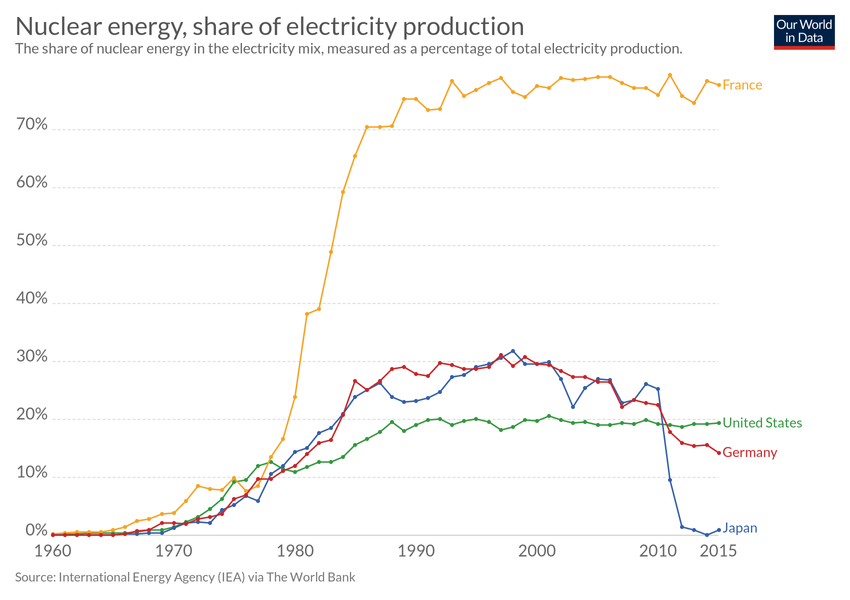 Nuclear energy, share of electricity production
The share of nuclear energy in the electricity mix, measured as a percentage of total electricity production.
Our World
in Data
France
70%
60%
50%
40%
30%
20%
United States
Germany
10%
Japan
0%
1960 1970 1980 1990 2000 2010 2015
Source: International Energy Agency (IEA) via The World Bank